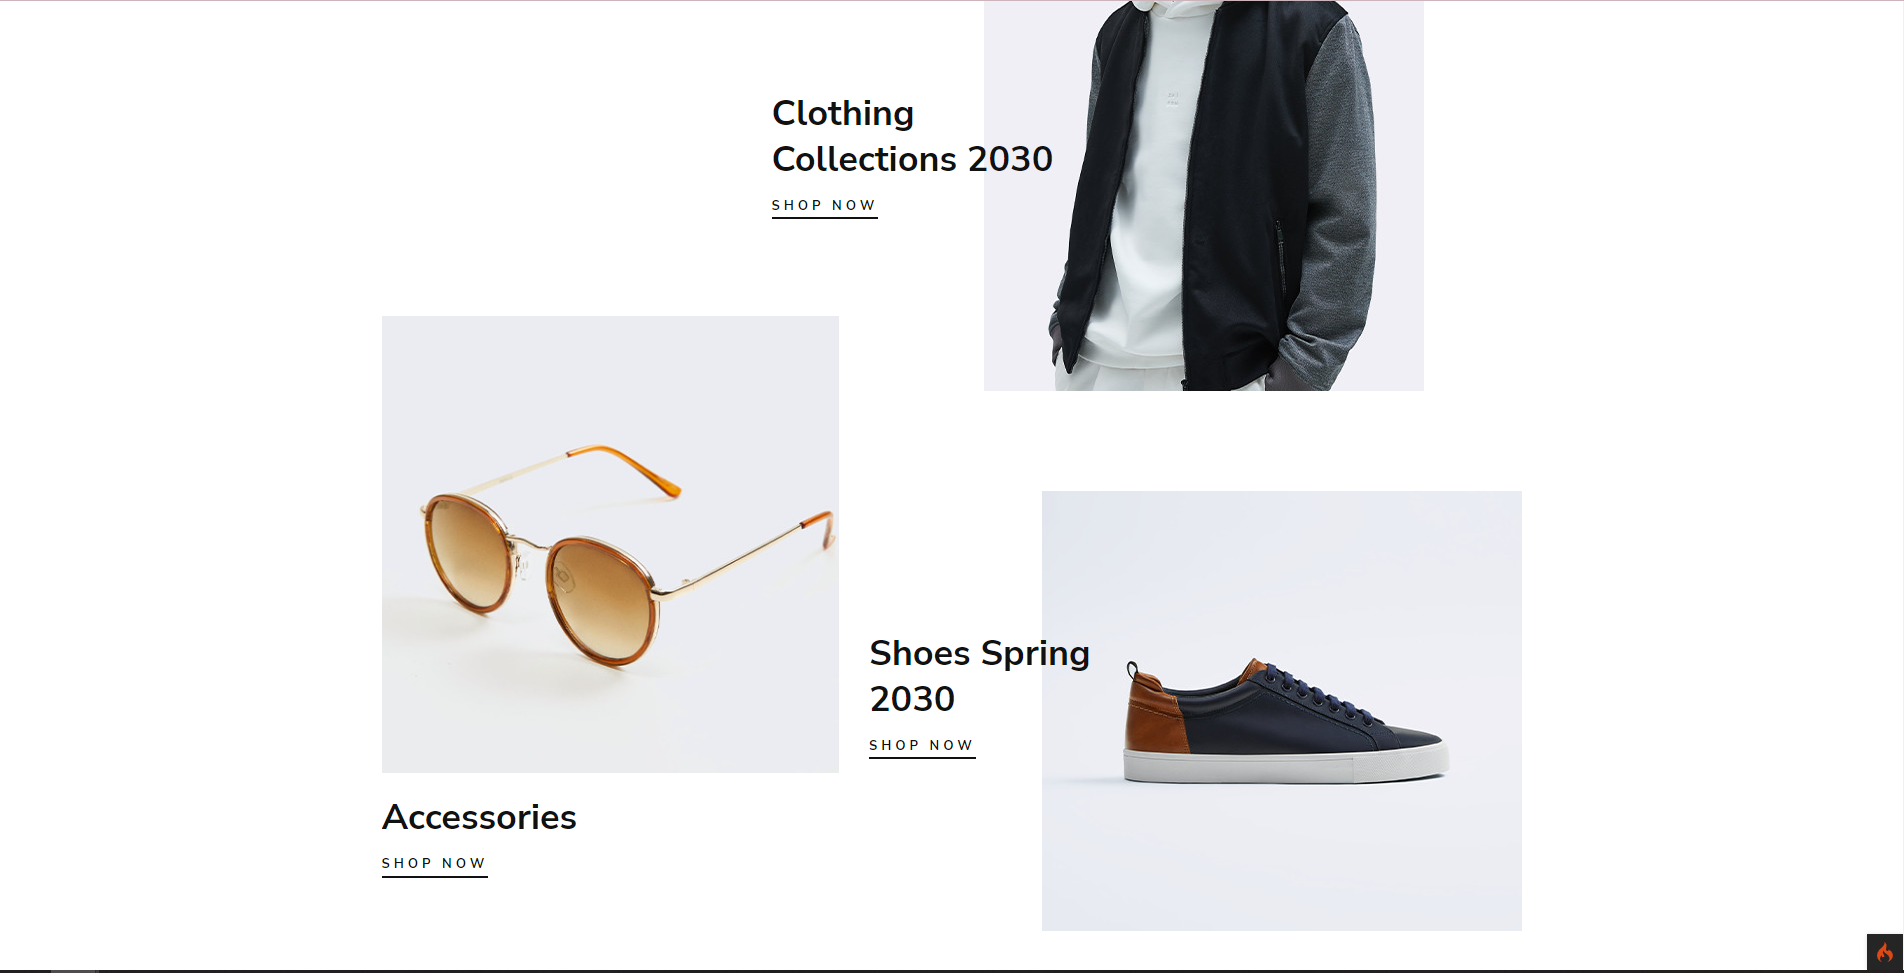 Clothing
Collections 2030
SHOP NOW
Shoes Spring
2030
SHOP NOW
Accessories
SHOP NOW